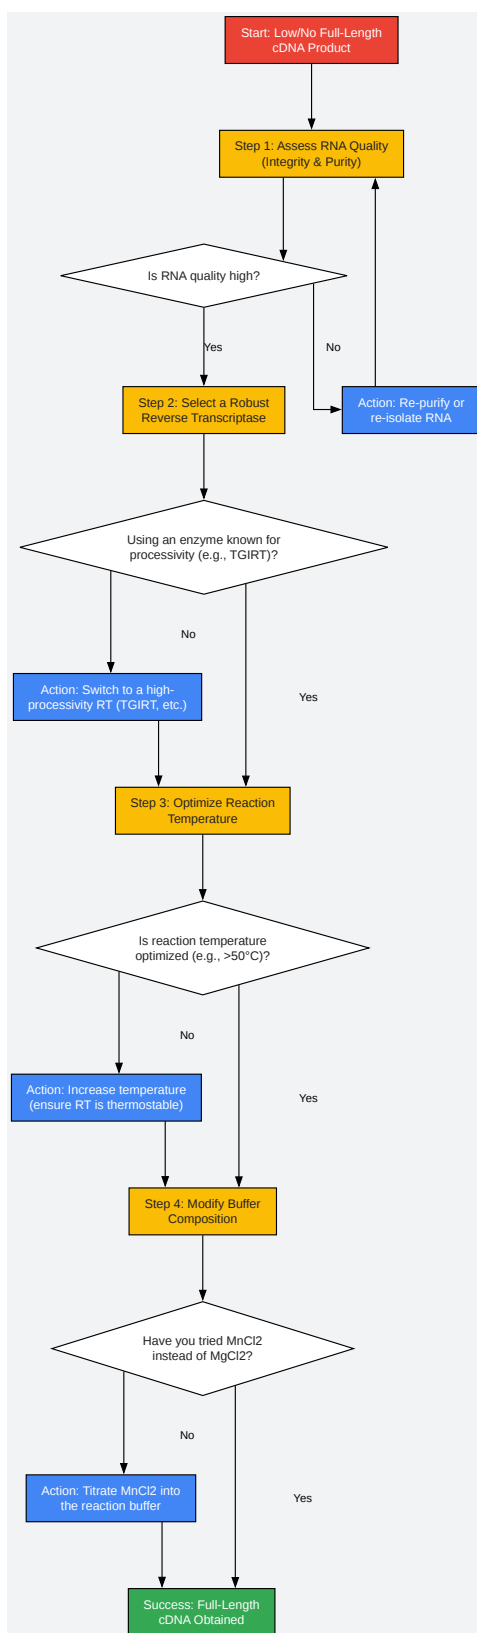 Start: Low/No Full-Length
cDNA Product
Step 1: Assess RNA Quality
(Integrity & Purity)
Is RNA quality high?
Yes
No
Step 2: Select a Robust
Reverse Transcriptase
Action: Re-purify or
re-isolate RNA
Using an enzyme known for
processivity (e.g., TGIRT)?
No
Action: Switch to a high-
processivity RT (TGIRT, etc.)
Yes
Step 3: Optimize Reaction
Temperature
Is reaction temperature
optimized (e.g., >50°C)?
No
Action: Increase temperature
(ensure RT is thermostable)
Yes
Step 4: Modify Buffer
Composition
Have you tried MnCl2
instead of MgCl2?
No
Action: Titrate MnCl2 into
the reaction buffer
Yes
Success: Full-Length
cDNA Obtained